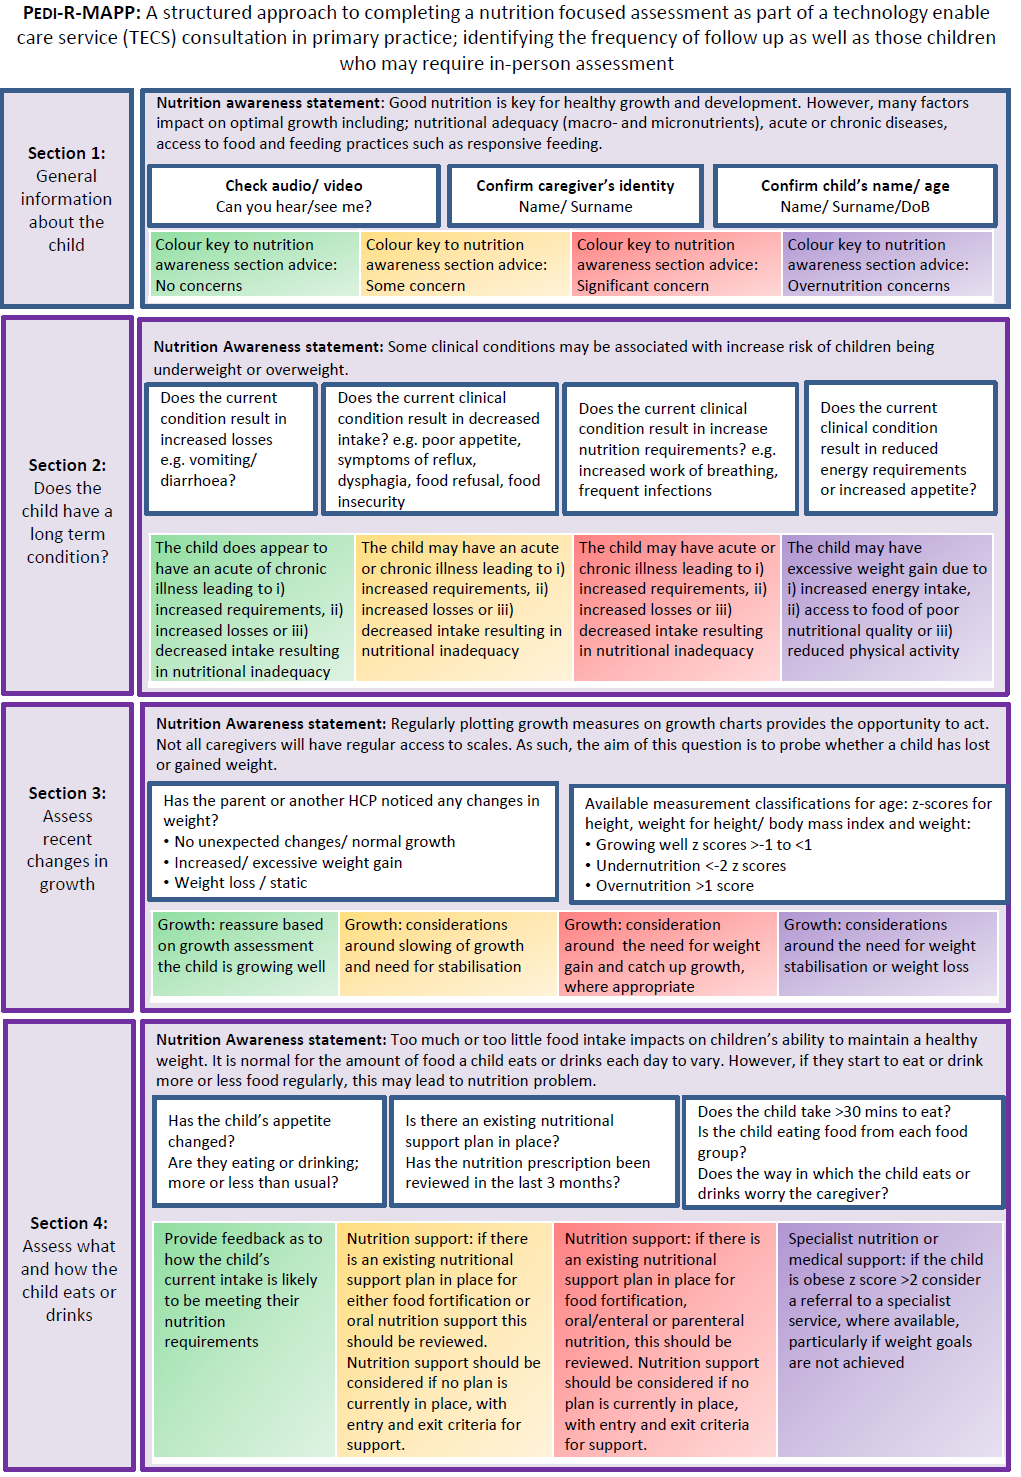 PEDI-R-MAPP: A structured approach to completing a nutrition focused assessment as part of a technology enable
care service (TECS) consultation in primary practice; identifying the frequency of follow up as well as those children
who may require in-person assessment
Section 1:
General
information
about the
child
Nutrition awareness statement: Good nutrition is key for healthy growth and development. However, many factors
impact on optimal growth including; nutritional adequacy (macro- and micronutrients), acute or chronic diseases,
access to food and feeding practices such as responsive feeding.
Check audio/ video
Can you hear/see me?
Confirm caregiver's identity
Name/ Surname
Confirm child's name/ age
Name/ Surname/DoB
Colour key to nutrition
awareness section advice:
No concerns
Colour key to nutrition
awareness section advice:
Some concern
Colour key to nutrition
awareness section advice:
Significant concern
Colour key to nutrition
awareness section advice:
Overnutrition concerns
Section 2:
Does the
child have a
long term
condition?
Nutrition Awareness statement: Some clinical conditions may be associated with increase risk of children being
underweight or overweight.
Does the current
condition result in
increased losses
e.g. vomiting/
diarrhoea?
Does the current clinical
condition result in decreased
intake? e.g. poor appetite,
symptoms of reflux,
dysphagia, food refusal, food
insecurity
Does the current clinical
condition result in increase
nutrition requirements? e.g.
increased work of breathing,
frequent infections
Does the current
clinical condition
result in reduced
energy requirements
or increased appetite?
The child does appear to
have an acute of chronic
illness leading to i)
increased requirements, ii)
increased losses or iii)
decreased intake resulting
in nutritional inadequacy
The child may have an acute
or chronic illness leading to i)
increased requirements, ii)
increased losses or iii)
decreased intake resulting in
nutritional inadequacy
The child may have acute or
chronic illness leading to i)
increased requirements, ii)
increased losses or iii)
decreased intake resulting
in nutritional inadequacy
The child may have
excessive weight gain due to
i) increased energy intake,
ii) access to food of poor
nutritional quality or iii)
reduced physical activity
Section 3:
Assess
recent
changes in
growth
Nutrition Awareness statement: Regularly plotting growth measures on growth charts provides the opportunity to act.
Not all caregivers will have regular access to scales. As such, the aim of this question is to probe whether a child has lost
or gained weight.
Has the parent or another HCP noticed any changes in
weight?
• No unexpected changes/ normal growth
• Increased/ excessive weight gain
• Weight loss / static
Available measurement classifications for age: z-scores for
height, weight for height/ body mass index and weight:
• Growing well z scores >-1 to <1
• Undernutrition <-2 z scores
• Overnutrition >1 score
Growth: reassure based
on growth assessment
the child is growing well
Growth: considerations
around slowing of growth
and need for stabilisation
Growth: consideration
around the need for weight
gain and catch up growth,
where appropriate
Growth: considerations
around the need for weight
stabilisation or weight loss
Section 4:
Assess what
and how the
child eats or
drinks
Nutrition Awareness statement: Too much or too little food intake impacts on children's ability to maintain a healthy
weight. It is normal for the amount of food a child eats or drinks each day to vary. However, if they start to eat or drink
more or less food regularly, this may lead to nutrition problem.
Has the child's appetite
changed?
Are they eating or drinking;
more or less than usual?
Is there an existing nutritional
support plan in place?
Has the nutrition prescription been
reviewed in the last 3 months?
Does the child take >30 mins to eat?
Is the child eating food from each food
group?
Does the way in which the child eats or
drinks worry the caregiver?
Provide feedback as to
how the child's
current intake is likely
to be meeting their
nutrition
requirements
Nutrition support: if there
is an existing nutritional
support plan in place for
either food fortification or
oral nutrition support this
should be reviewed.
Nutrition support should be
considered if no plan is
currently in place, with
entry and exit criteria for
support.
Nutrition support: if there is
an existing nutritional
support plan in place for
food fortification,
oral/enteral or parenteral
nutrition, this should be
reviewed. Nutrition support
should be considered if no
plan is currently in place,
with entry and exit criteria
for support.
Specialist nutrition or
medical support: if the child
is obese z score >2 consider
a referral to a specialist
service, where available,
particularly if weight goals
are not achieved